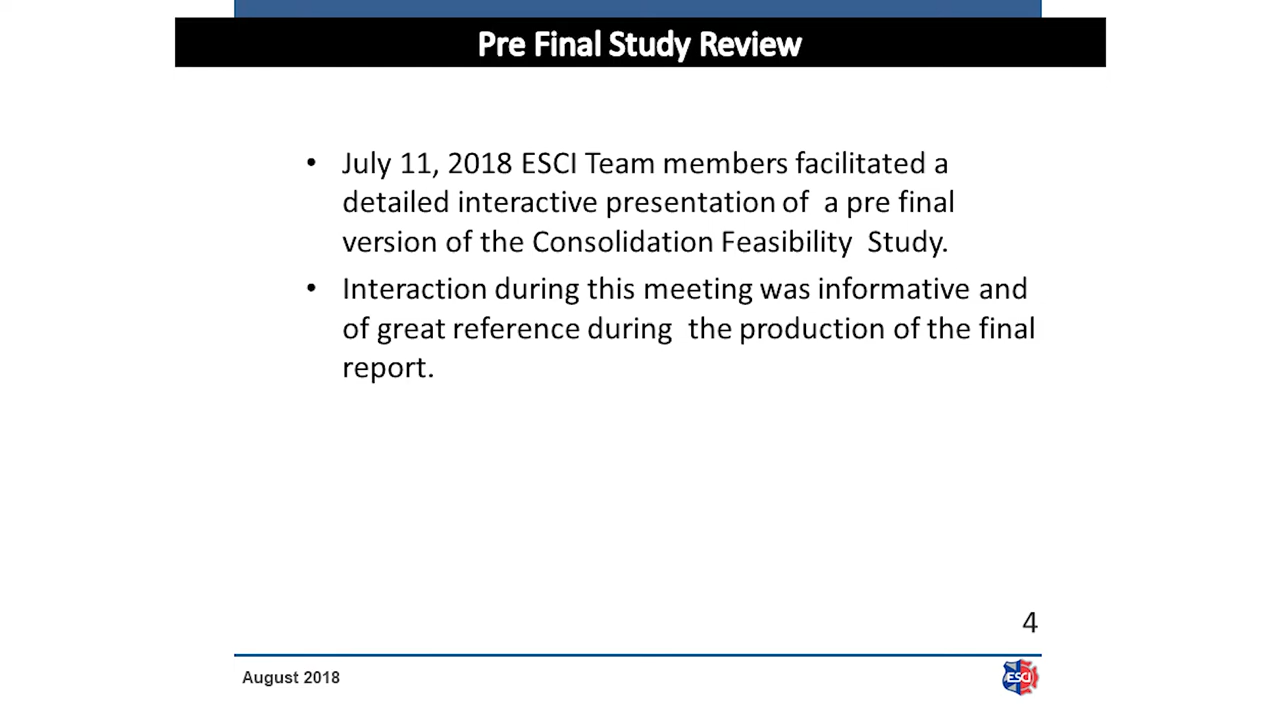 Pre Final Study Review
• July 11, 2018 ESCI Team members facilitated a
detailed interactive presentation of  a pre final
version of the Consolidation Feasibility  Study.
• Interaction during this meeting was informative and
of great reference during  the production of the final
report.
4
August 2018
ESCI